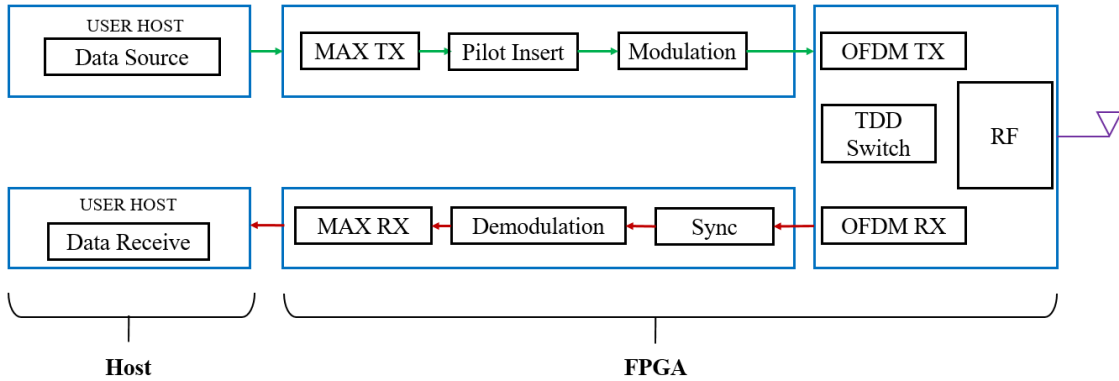 USER HOST
Data Source
MAX TX
Pilot Insert
Modulation
OFDM TX
TDD
Switch
RF
USER HOST
Data Receive
MAX RX
Demodulation
Sync
OFDM RX
Host
FPGA